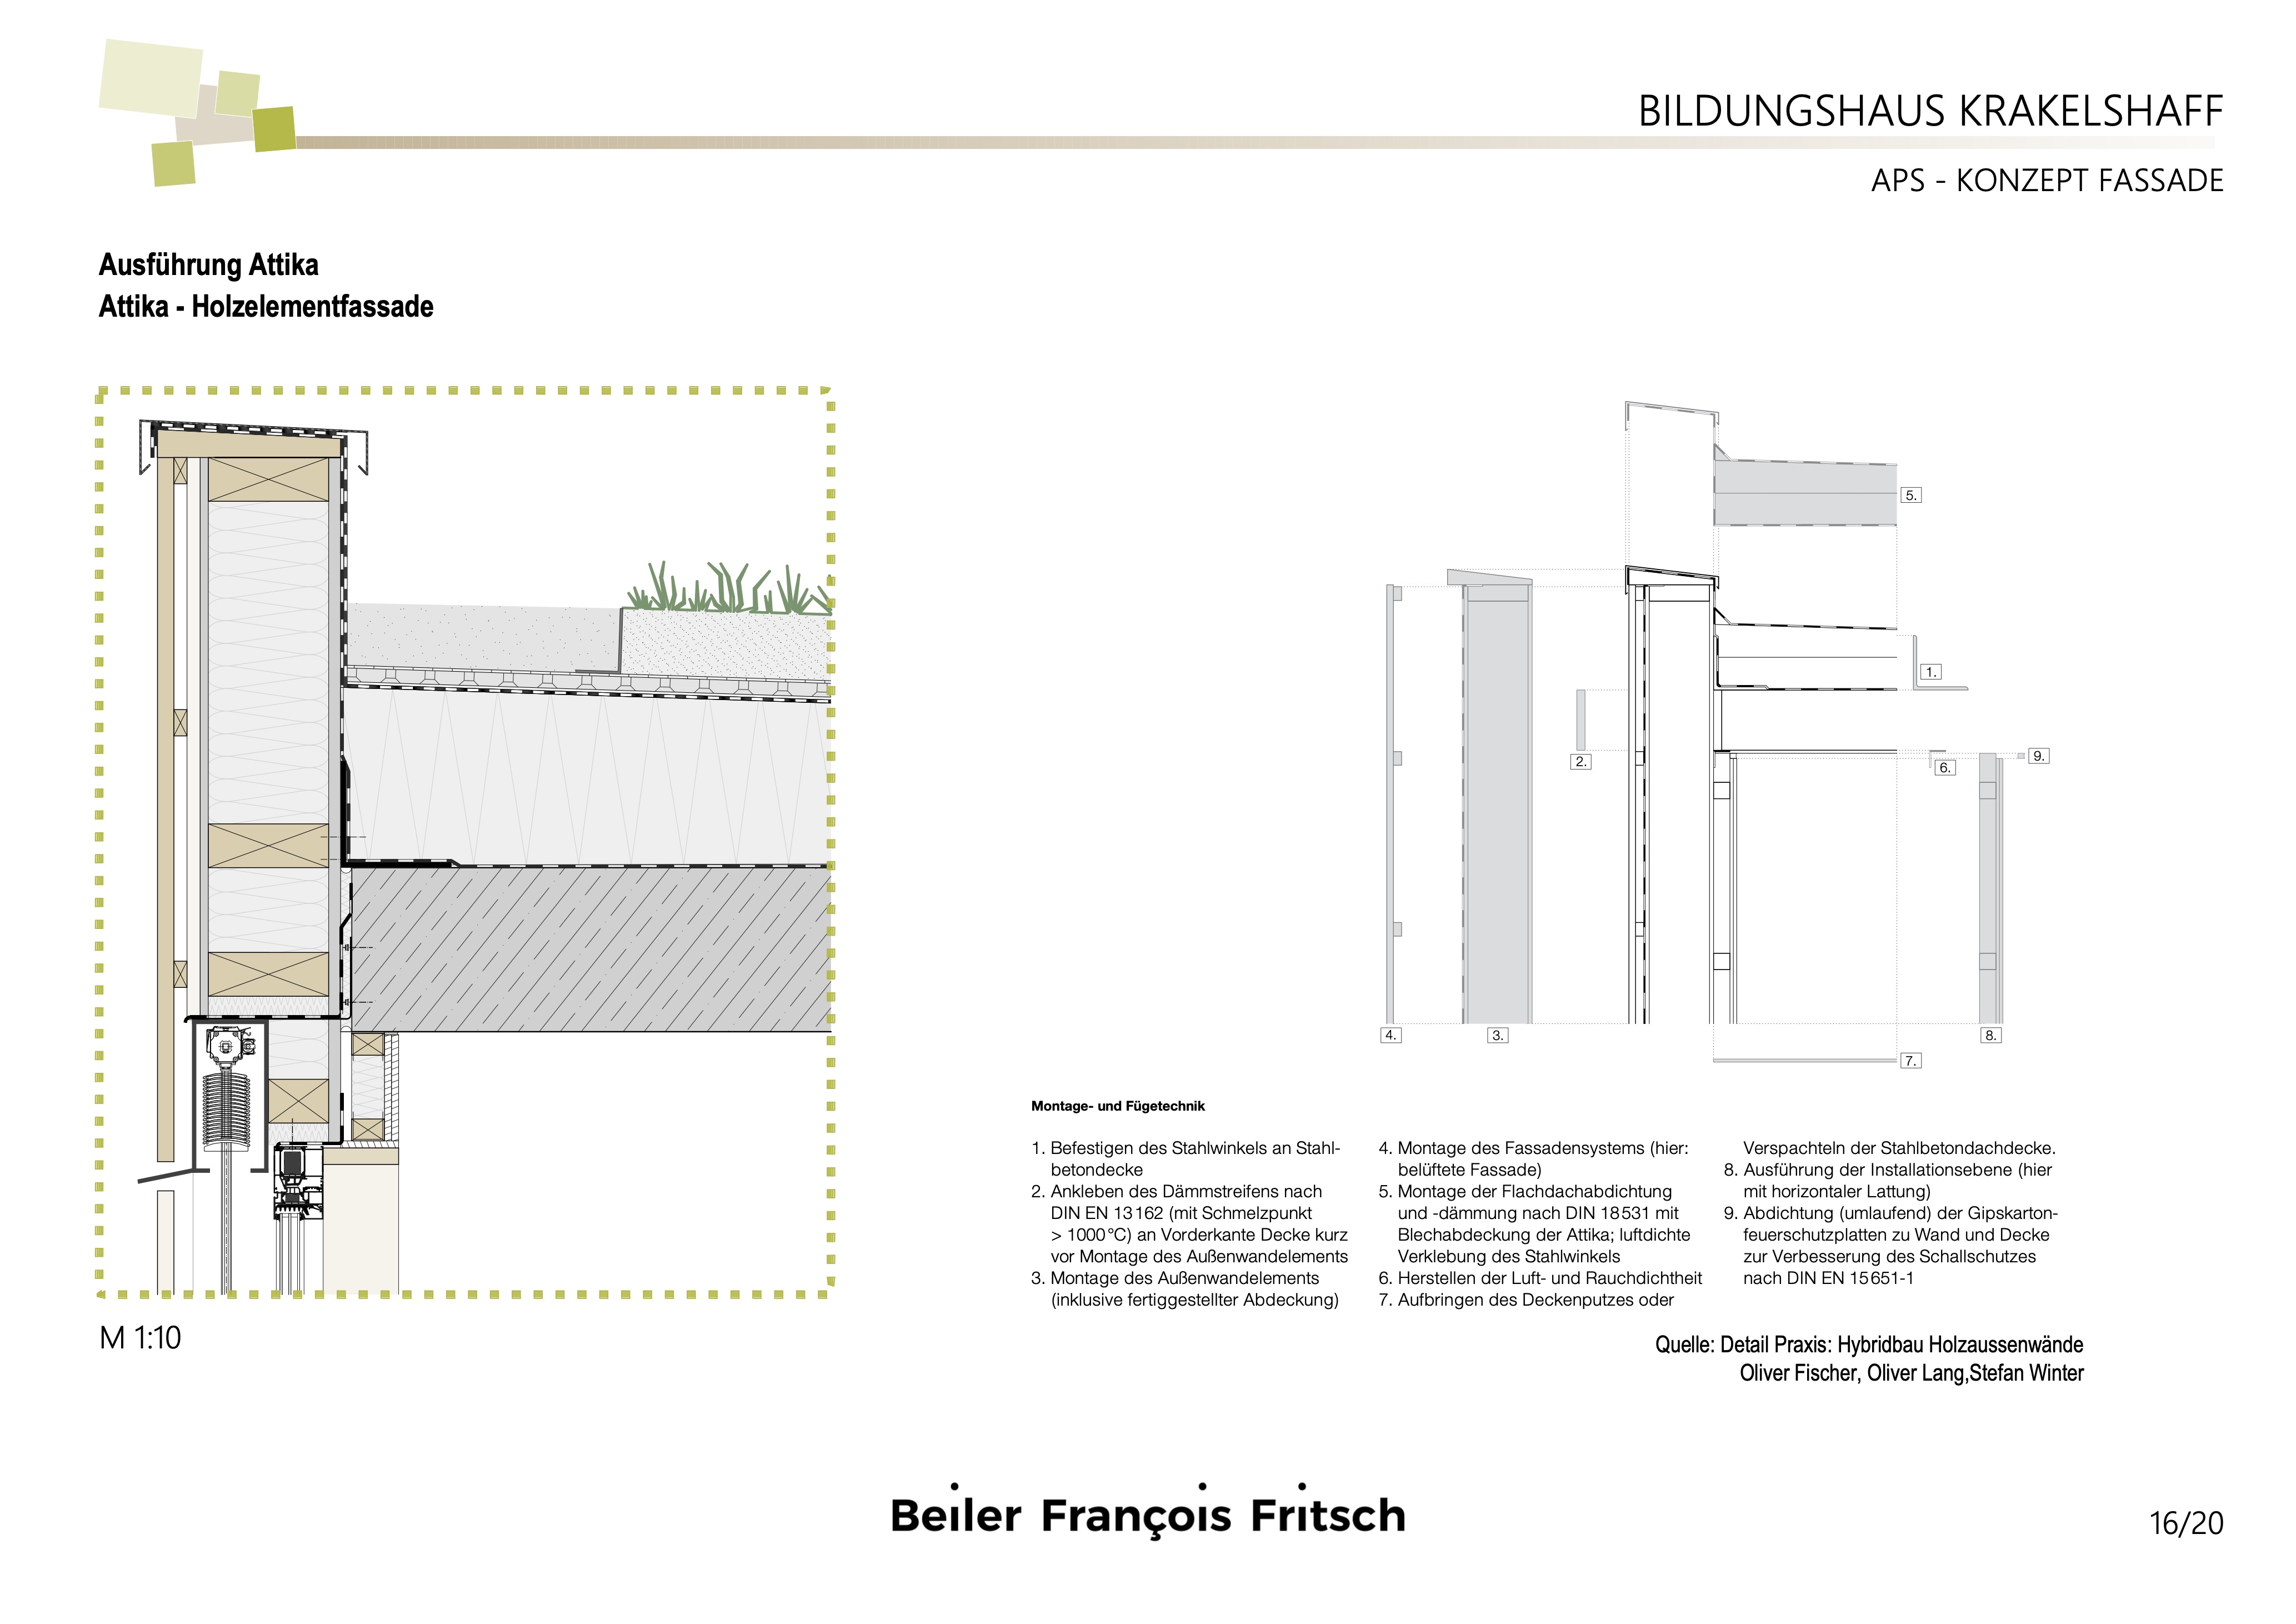 BILDUNGSHAUS KRAKELSHAFF
APS - KONZEPT FASSADE
Ausführung Attika
Attika - Holzelementfassade
5.
1.
2.
6.
9.
4.
3.
8.
7.
Montage- und Fügetechnik
1. Befestigen des Stahlwinkels an Stahl-
betondecke
2. Ankleben des Dämmstreifens nach
DIN EN 13162 (mit Schmelzpunkt
> 1000 °C) an Vorderkante Decke kurz
vor Montage des Außenwandelements
3. Montage des Außenwandelements
(inklusive fertiggestellter Abdeckung)
4. Montage des Fassadensystems (hier:
belüftete Fassade)
5. Montage der Flachdachabdichtung
und -dämmung nach DIN 18531 mit
Blechabdeckung der Attika; luftdichte
Verklebung des Stahlwinkels
6. Herstellen der Luft- und Rauchdichtheit
7. Aufbringen des Deckenputzes oder
Verspachteln der Stahlbetondachdecke.
8. Ausführung der Installationsebene (hier
mit horizontaler Lattung)
9. Abdichtung (umlaufend) der Gipskarton-
feuerschutzplatten zu Wand und Decke
zur Verbesserung des Schallschutzes
nach DIN EN 15651-1
M 1:10
Quelle: Detail Praxis: Hybridbau Holzaussenwände
Oliver Fischer, Oliver Lang,Stefan Winter
Beiler François Fritsch
16/20